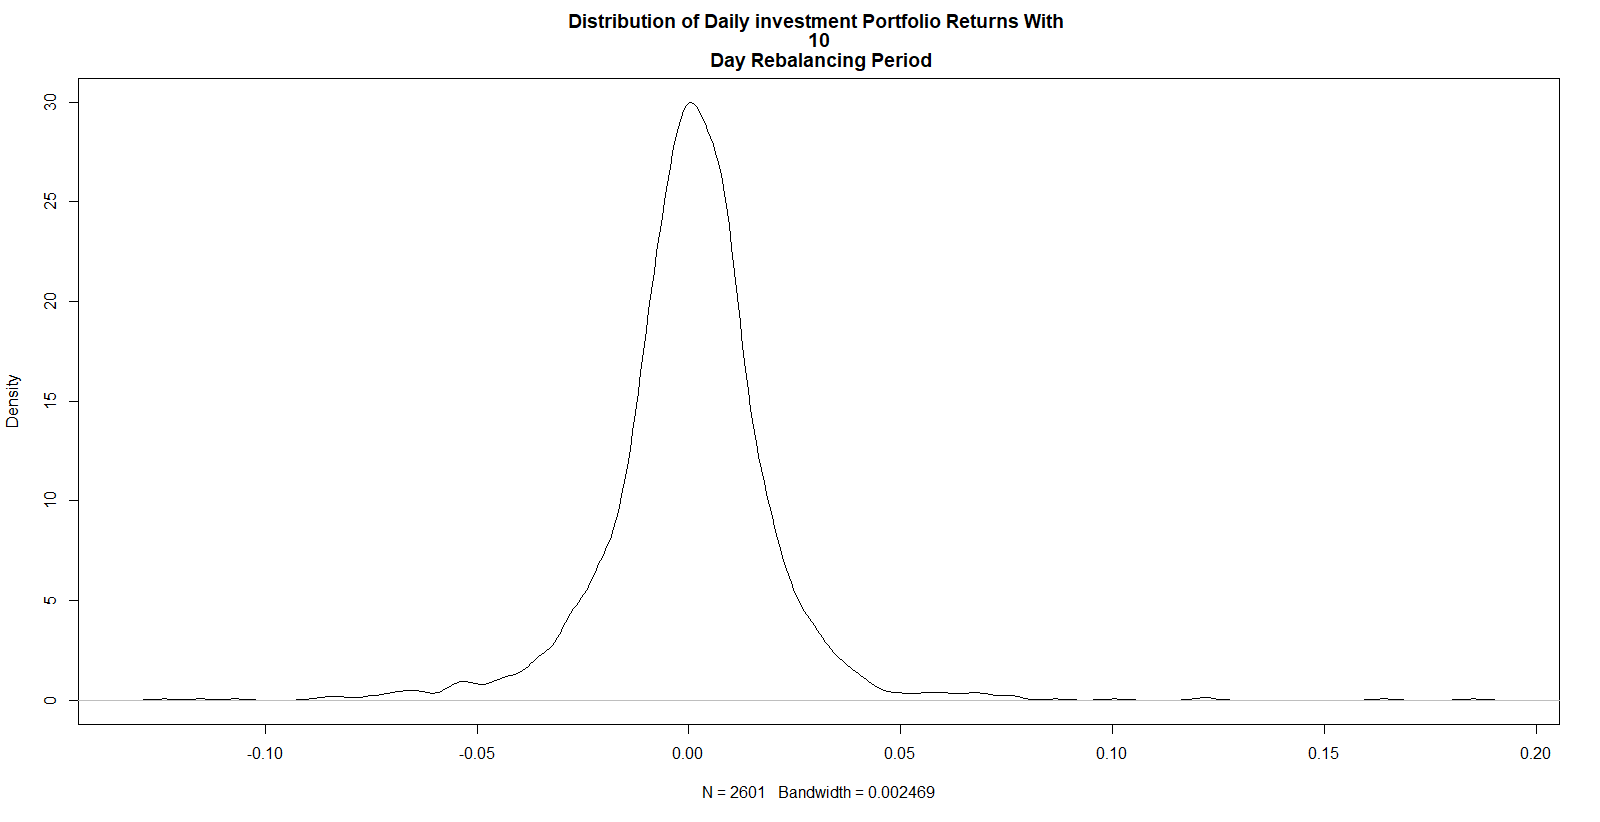 Distribution of Daily investment Portfolio Returns With
10
Day Rebalancing Period
Density
30
25
20
15
10
5
0
-0.10 -0.05 0.00 0.05 0.10 0.15 0.20
N = 2601 Bandwidth = 0.002469